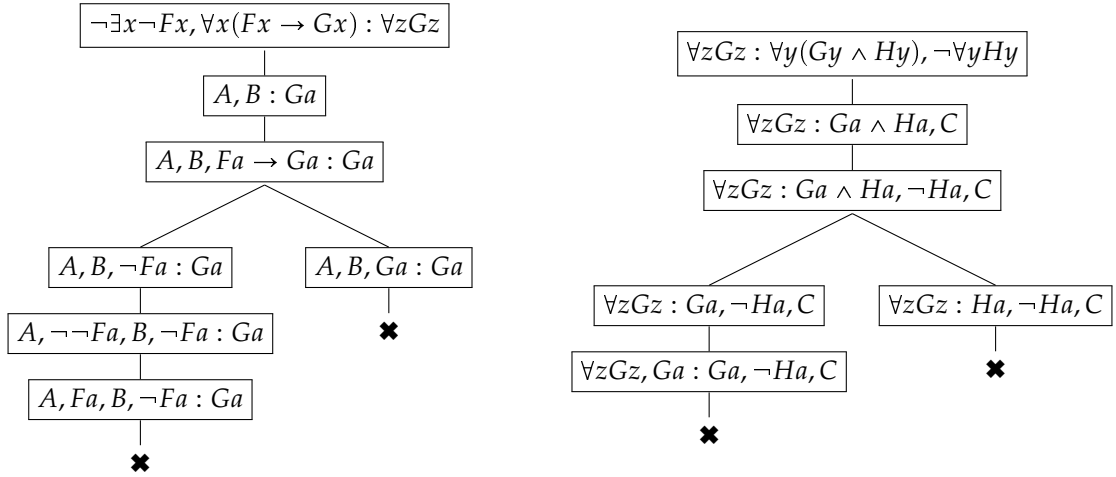 ¬∃x¬Fx, ∀x(Fx → Gx) : ∀zGz
A, B : Ga
A, B, Fa → Ga : Ga
A, B, ¬Fa : Ga
A, B, Ga : Ga
✖
A, ¬¬Fa, B, ¬Fa : Ga
A, Fa, B, ¬Fa : Ga
✖
∀zGz : ∀y(Gy ∧ Hy), ¬∀yHy
∀zGz : Ga ∧ Ha, C
∀zGz : Ga ∧ Ha, ¬Ha, C
∀zGz : Ga, ¬Ha, C
∀zGz : Ha, ¬Ha, C
✖
∀zGz, Ga : Ga, ¬Ha, C
✖